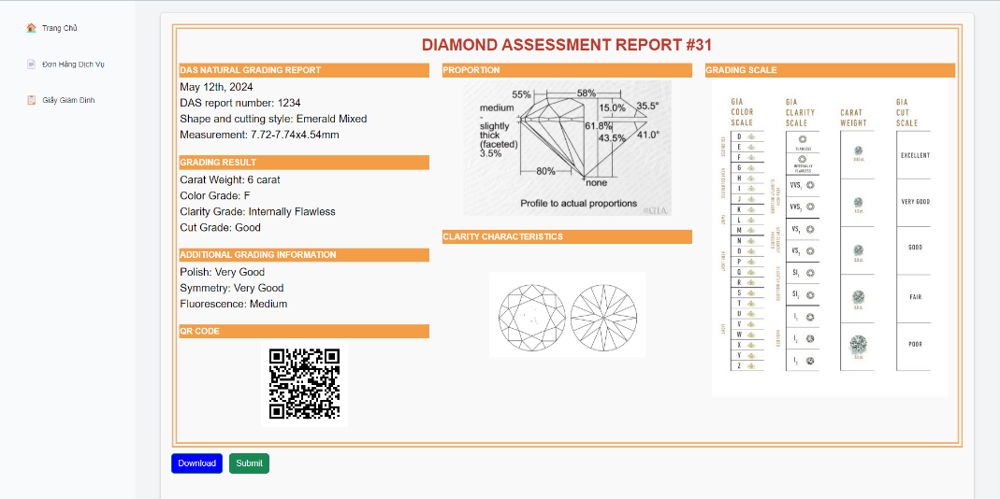 Trang Chủ
Đơn Hàng Dịch Vụ
Giấy Giám Định
DIAMOND ASSESSMENT REPORT #31
DAS NATURAL GRADING REPORT
May 12th, 2024
DAS report number: 1234
Shape and cutting style: Emerald Mixed
Measurement: 7.72-7.74x4.54mm
GRADING RESULT
Carat Weight: 6 carat
Color Grade: F
Clarity Grade: Internally Flawless
Cut Grade: Good
ADDITIONAL GRADING INFORMATION
Polish: Very Good
Symmetry: Very Good
Fluorescence: Medium
QR CODE
PROPORTION
55%
58%
medium
-
slightly
thick
(faceted)
3.5%
15.0%
35.5°
61.8%
43.5%
41.0°
80%
none
Profile to actual proportions
©GIA
CLARITY CHARACTERISTICS
GRADING SCALE
GIA
COLOR
SCALE
D
E
F
G
H
I
J
K
L
M
N
O
P
Q
R
S
T
U
V
W
X
Y
Z
GIA
CLARITY
SCALE
FLAWLESS
INTERNALLY
FLAWLESS
VVS1
VVS2
VS1
VS2
SI1
SI2
I1
I2
I3
CARAT
WEIGHT
GIA
CUT
SCALE
EXCELLENT
VERY GOOD
GOOD
FAIR
POOR
Download
Submit